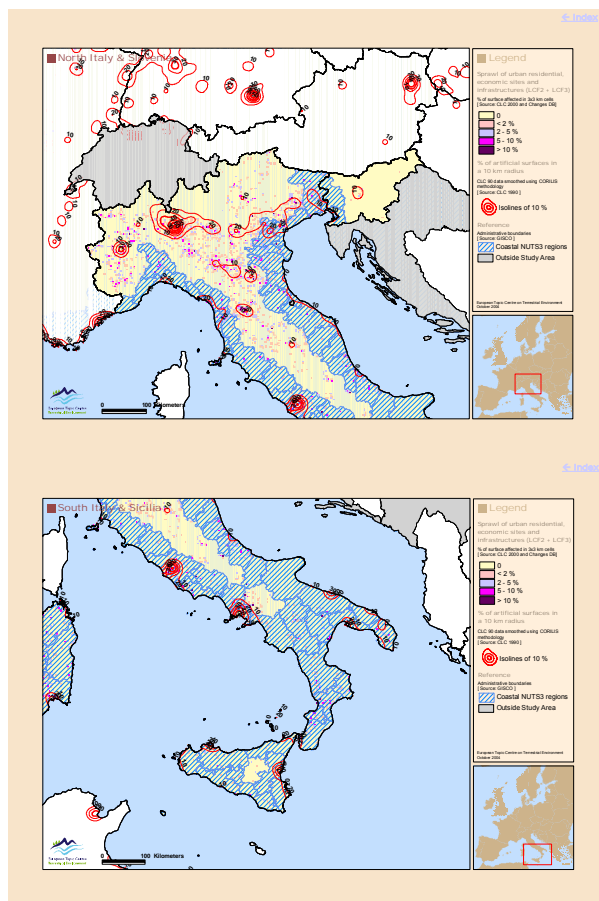 ← Index
North Italy & Slovenia
Legend
Sprawl of urban residential,
economic sites and
infrastructures (LCF2 + LCF3)
% of surface affected in 3x3 km cells
[ Source: CLC 2000 and Changes DB]
0
< 2 %
2 - 5 %
5 - 10 %
> 10 %
% of artificial surfaces in
a 10 km radius
CLC 90 data smoothed using CORILIS
methodology
[ Source: CLC 1990 ]
Isolines of 10 %
Reference
Administrative boundaries
[ Source: GISCO ]
Coastal NUTS3 regions
Outside Study Area
European Topic Centre on Terrestrial Environment
October 2004
0 100 Kilometers
European Topic Centre
← Index
South Italy & Sicilia
Legend
Sprawl of urban residential,
economic sites and
infrastructures (LCF2 + LCF3)
% of surface affected in 3x3 km cells
[ Source: CLC 2000 and Changes DB]
0
< 2 %
2 - 5 %
5 - 10 %
> 10 %
% of artificial surfaces in
a 10 km radius
CLC 90 data smoothed using CORILIS
methodology
[ Source: CLC 1990 ]
Isolines of 10 %
Reference
Administrative boundaries
[ Source: GISCO ]
Coastal NUTS3 regions
Outside Study Area
European Topic Centre on Terrestrial Environment
October 2004
0 100 Kilometers
European Topic Centre